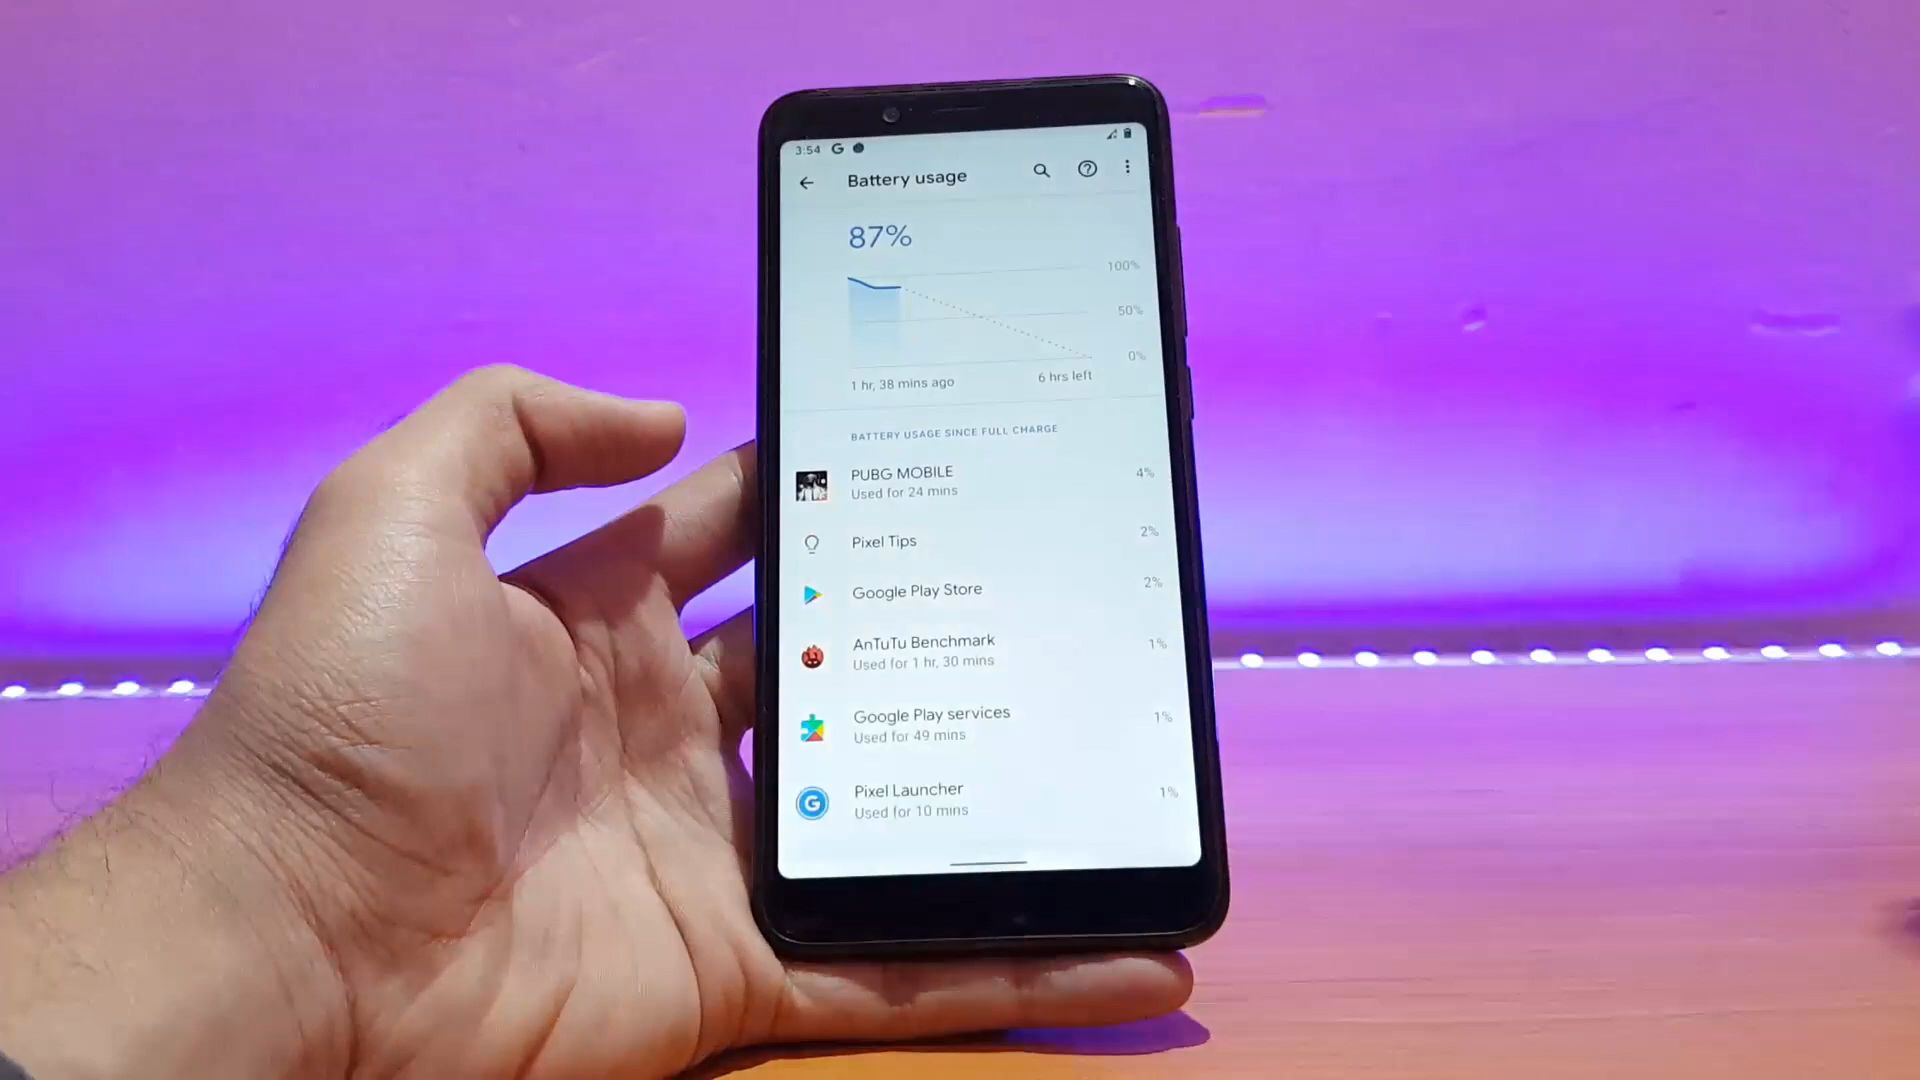 3:54 G
Battery usage
87%
100%
50%
0%
1 hr, 38 mins ago 6 hrs left
BATTERY USAGE SINCE FULL CHARGE
PUBG MOBILE 4%
Used for 24 mins
Pixel Tips 2%
Google Play Store 2%
AnTuTu Benchmark 1%
Used for 1 hr, 30 mins
Google Play services 1%
Used for 49 mins
G Pixel Launcher 1%
Used for 10 mins